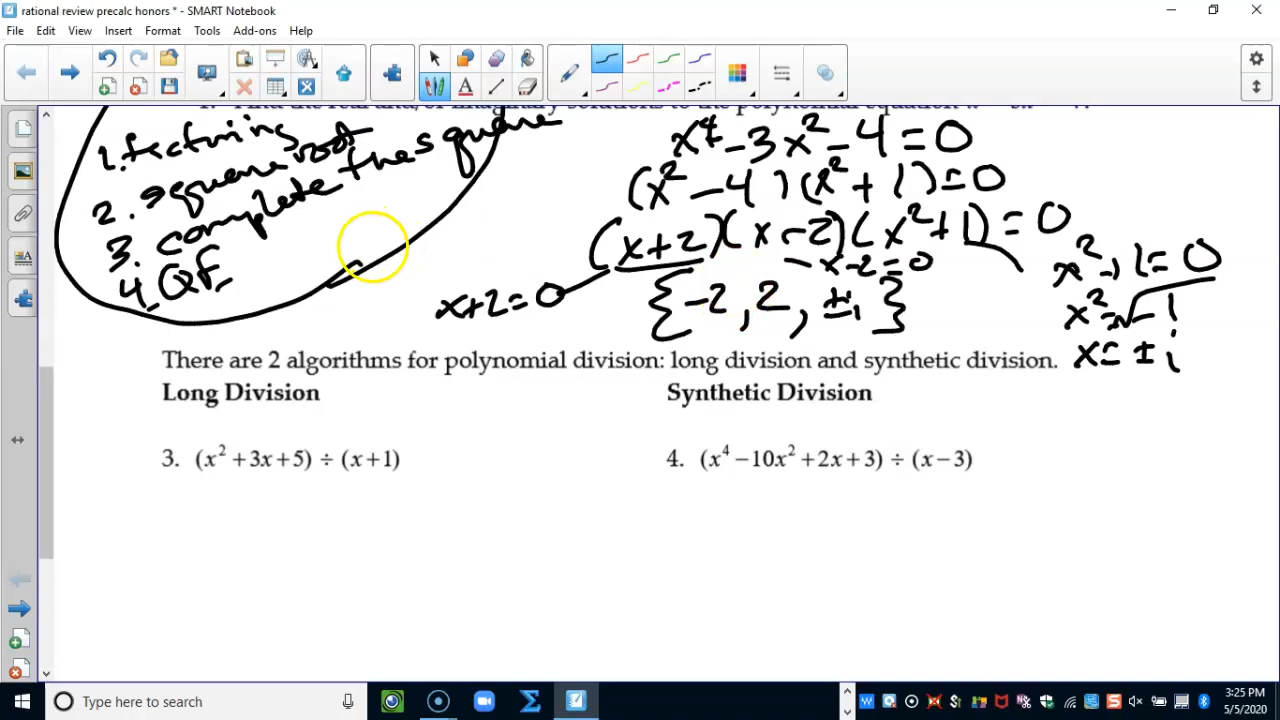 rational review precalc honors * - SMART Notebook
File Edit View Insert Format Tools Add-ons Help
1. factoring
2. square root
3. complete the square
4. QF
x⁴ - 3x² - 4 = 0
(x² - 4)(x² + 1) = 0
(x+2)(x-2)(x²+1) = 0
x+2=0
x-2=0
{-2, 2, ±i}
x² + 1 = 0
x² = √-1
x = ±i
There are 2 algorithms for polynomial division: long division and synthetic division.
Long Division
Synthetic Division
3. (x² + 3x + 5) ÷ (x + 1)
4. (x⁴ − 10x² + 2x + 3) ÷ (x − 3)
Type here to search
3:25 PM
5/5/2020